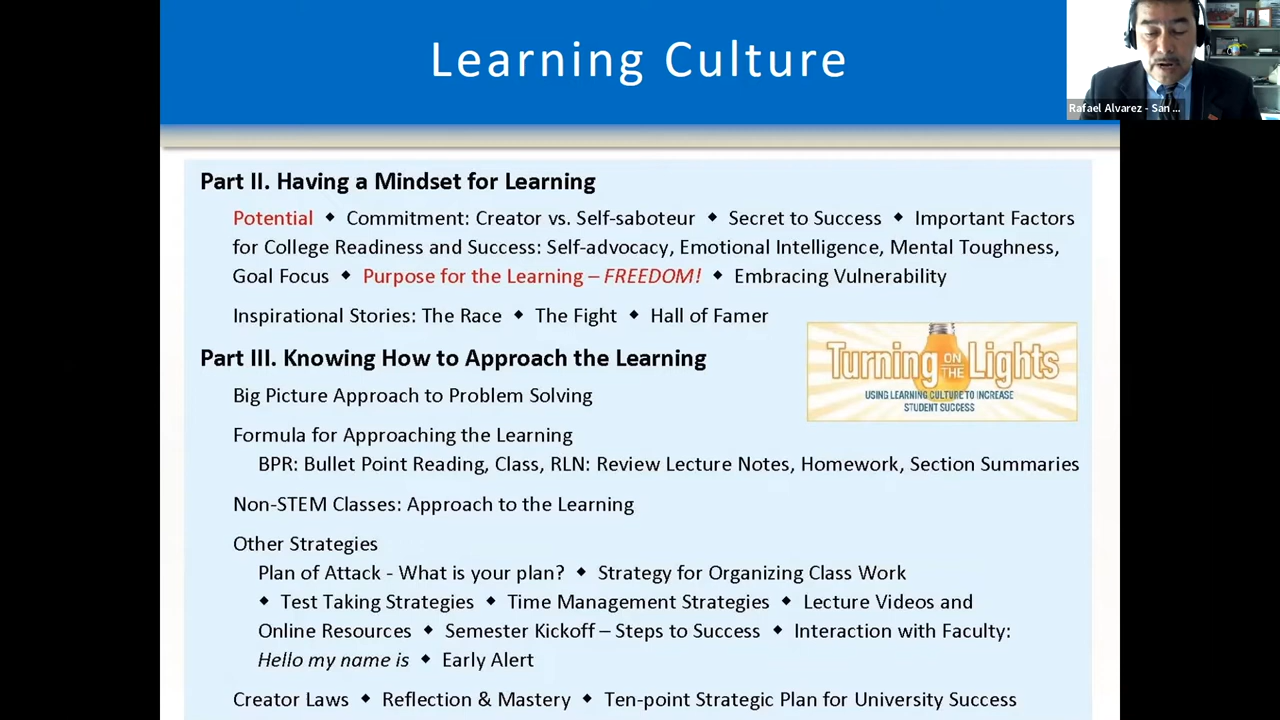 Learning Culture
Rafael Alvarez - San ...
Part II. Having a Mindset for Learning
Potential ◆ Commitment: Creator vs. Self-saboteur ◆ Secret to Success ◆ Important Factors
for College Readiness and Success: Self-advocacy, Emotional Intelligence, Mental Toughness,
Goal Focus ◆ Purpose for the Learning – FREEDOM! ◆ Embracing Vulnerability
Inspirational Stories: The Race ◆ The Fight ◆ Hall of Famer
Turning ON THE Lights
USING LEARNING CULTURE TO INCREASE
STUDENT SUCCESS
Part III. Knowing How to Approach the Learning
Big Picture Approach to Problem Solving
Formula for Approaching the Learning
BPR: Bullet Point Reading, Class, RLN: Review Lecture Notes, Homework, Section Summaries
Non-STEM Classes: Approach to the Learning
Other Strategies
Plan of Attack - What is your plan? ◆ Strategy for Organizing Class Work
◆ Test Taking Strategies ◆ Time Management Strategies ◆ Lecture Videos and
Online Resources ◆ Semester Kickoff – Steps to Success ◆ Interaction with Faculty:
Hello my name is ◆ Early Alert
Creator Laws ◆ Reflection & Mastery ◆ Ten-point Strategic Plan for University Success